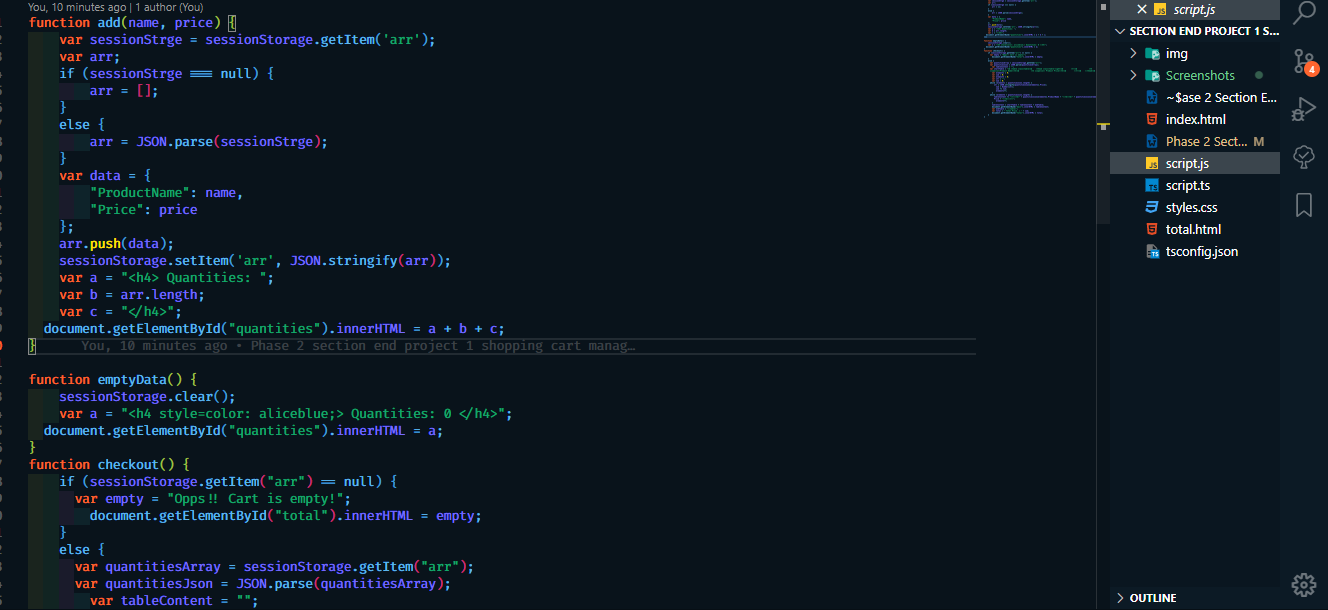 You, 10 minutes ago | 1 author (You)
function add(name, price) {
var sessionStrge = sessionStorage.getItem('arr');
var arr;
if (sessionStrge === null) {
arr = [];
}
else {
arr = JSON.parse(sessionStrge);
}
var data = {
"ProductName": name,
"Price": price
};
arr.push(data);
sessionStorage.setItem('arr', JSON.stringify(arr));
var a = "<h4> Quantities: ";
var b = arr.length;
var c = "</h4>";
document.getElementById("quantities").innerHTML = a + b + c;
} You, 10 minutes ago • Phase 2 section end project 1 shopping cart manag…
function emptyData() {
sessionStorage.clear();
var a = "<h4 style=color: aliceblue;> Quantities: 0 </h4>";
document.getElementById("quantities").innerHTML = a;
}
function checkout() {
if (sessionStorage.getItem("arr") == null) {
var empty = "Opps!! Cart is empty!";
document.getElementById("total").innerHTML = empty;
}
else {
var quantitiesArray = sessionStorage.getItem("arr");
var quantitiesJson = JSON.parse(quantitiesArray);
var tableContent = "";
JS script.js
SECTION END PROJECT 1 S...
img
Screenshots
~$ase 2 Section E...
index.html
Phase 2 Sect... M
JS script.js
TS script.ts
styles.css
total.html
TS tsconfig.json
OUTLINE
4